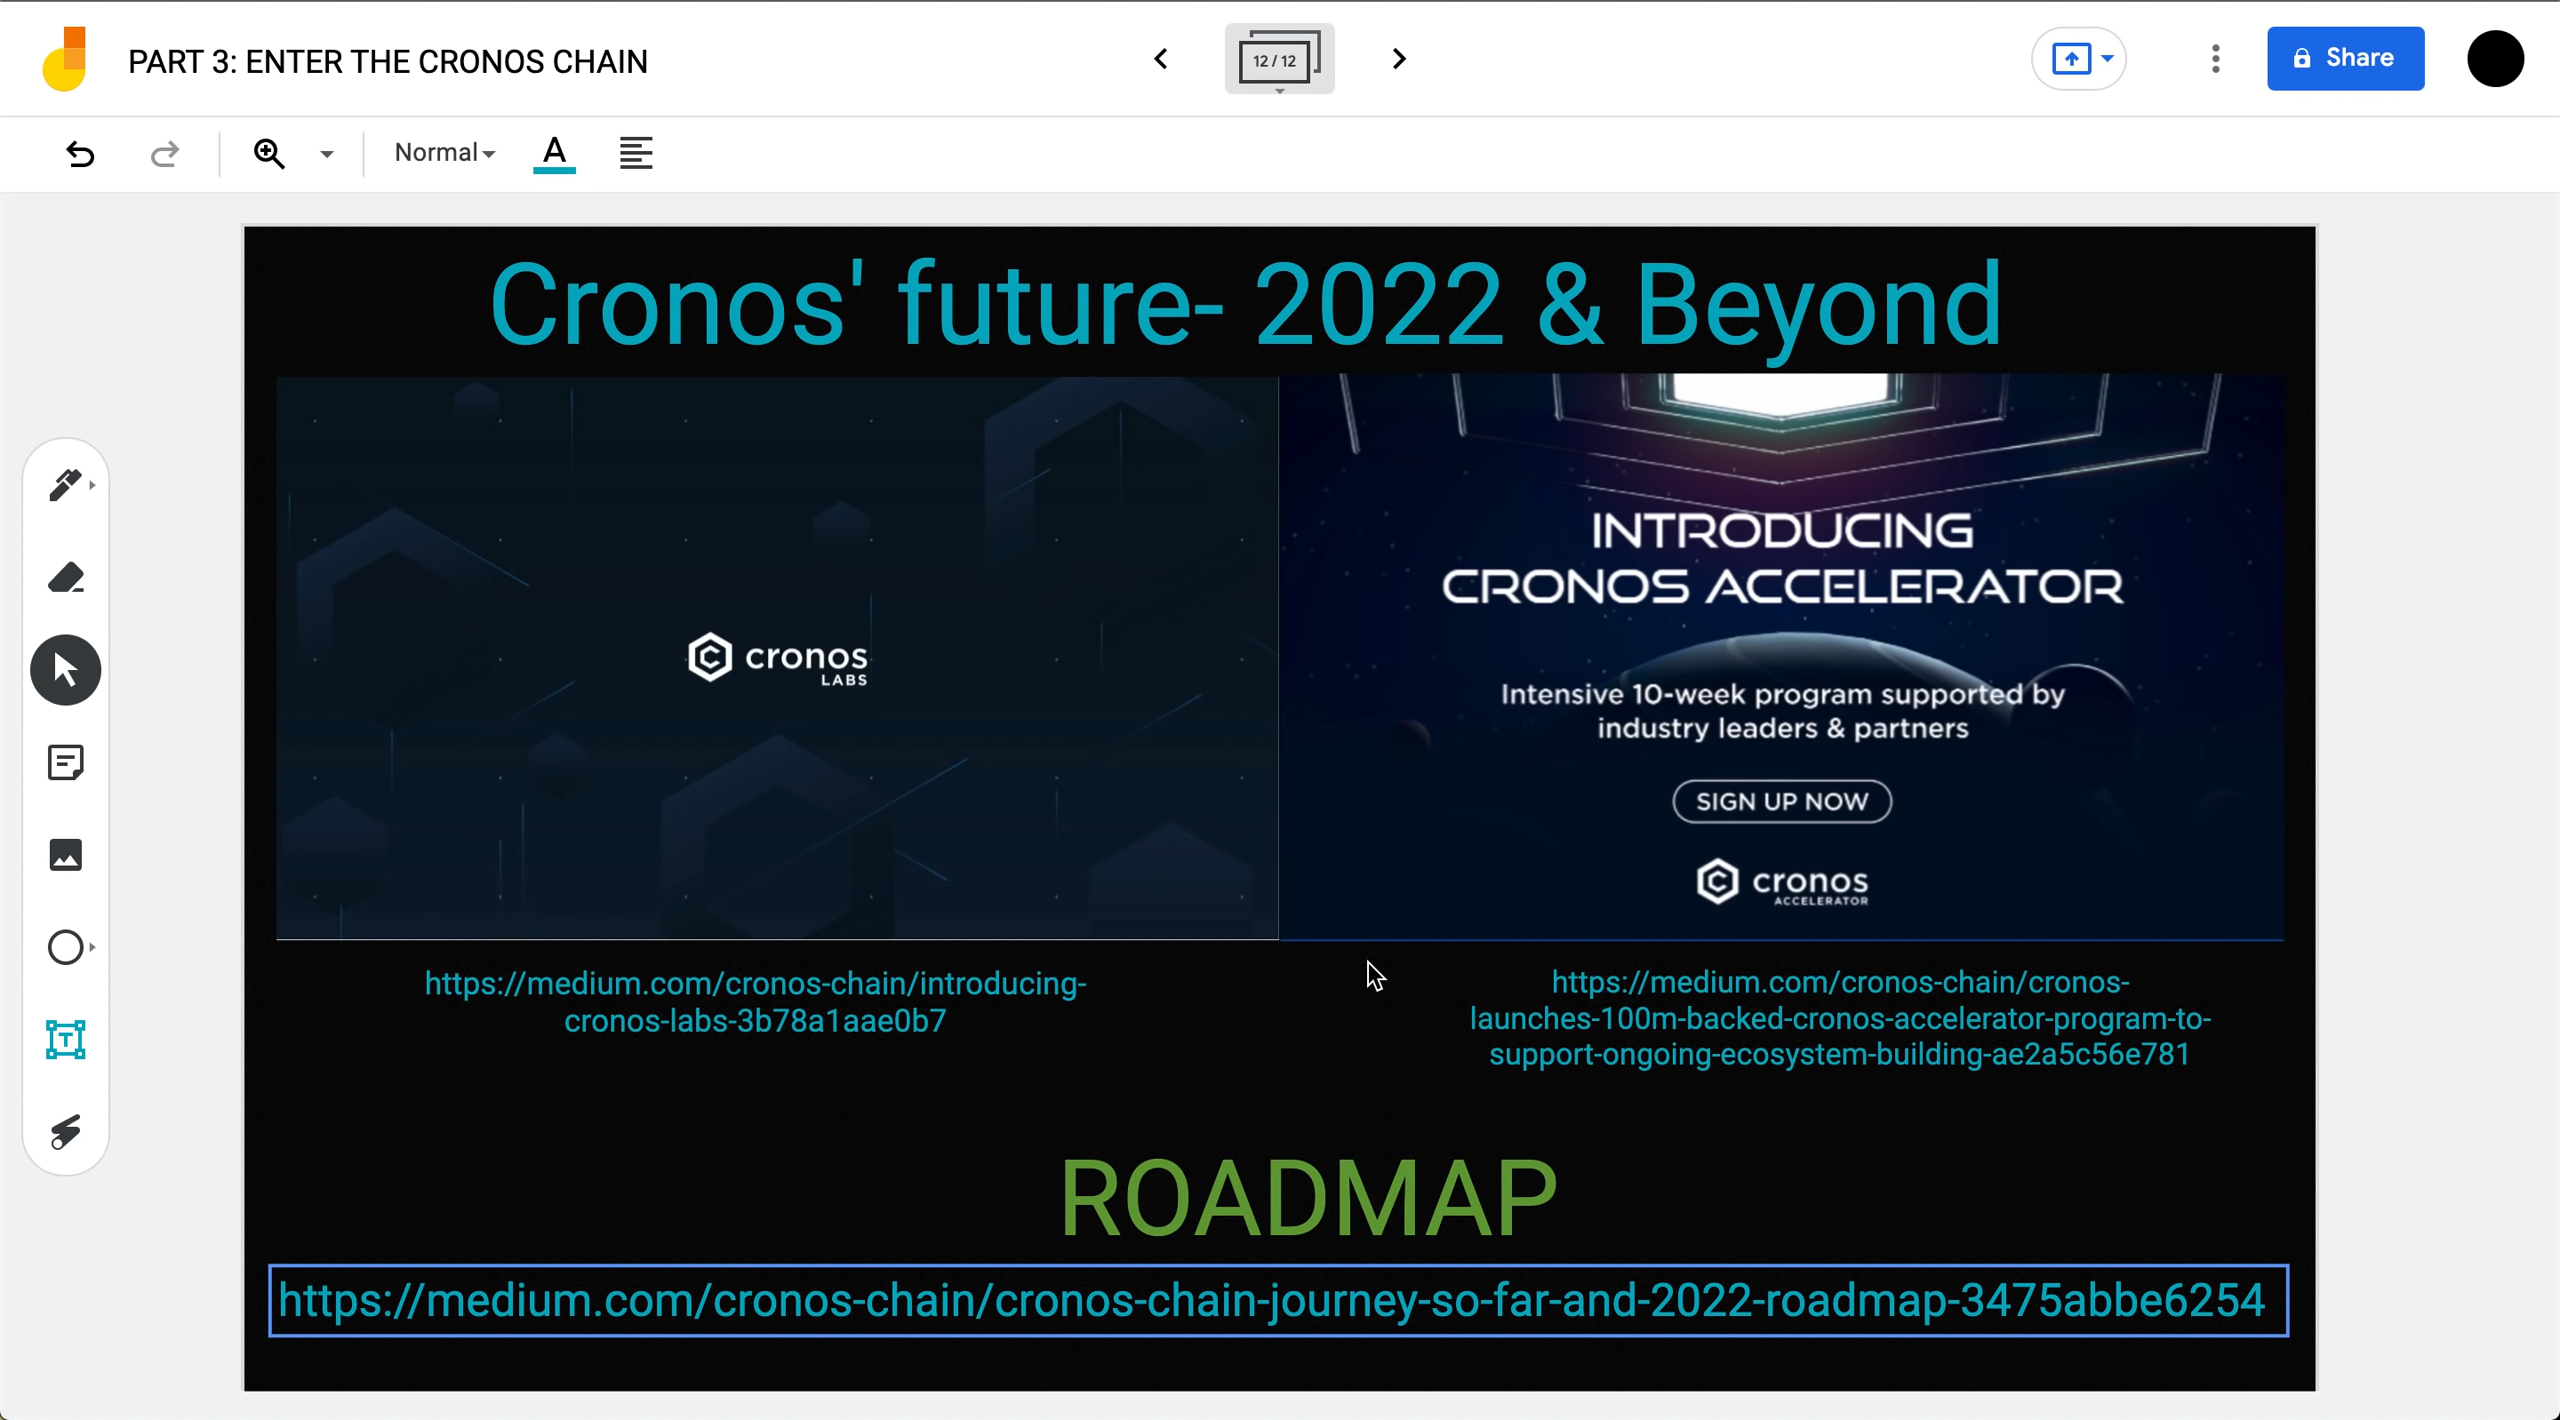 PART 3: ENTER THE CRONOS CHAIN
12 / 12
Share
Normal
A
Cronos' future- 2022 & Beyond
cronos
LABS
INTRODUCING
CRONOS ACCELERATOR
Intensive 10-week program supported by
industry leaders & partners
SIGN UP NOW
cronos
ACCELERATOR
https://medium.com/cronos-chain/introducing-
cronos-labs-3b78a1aae0b7
https://medium.com/cronos-chain/cronos-
launches-100m-backed-cronos-accelerator-program-to-
support-ongoing-ecosystem-building-ae2a5c56e781
ROADMAP
https://medium.com/cronos-chain/cronos-chain-journey-so-far-and-2022-roadmap-3475abbe6254